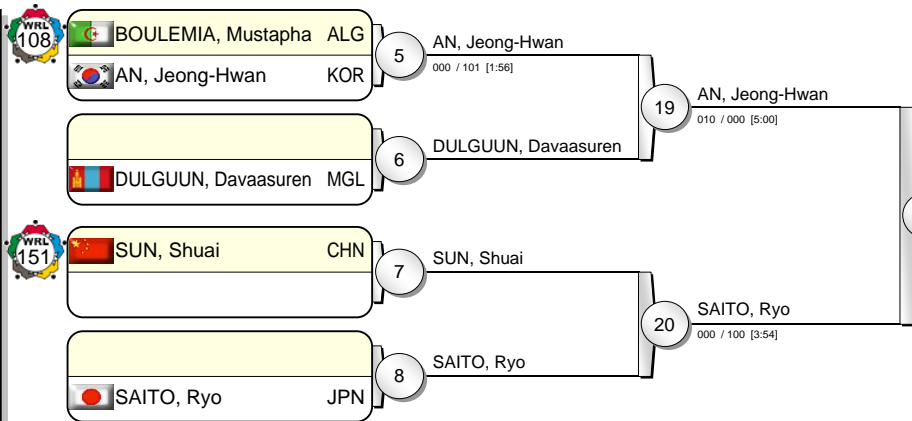 WRL
108
BOULEMIA, Mustapha ALG
AN, Jeong-Hwan KOR
5
AN, Jeong-Hwan
000 / 101 [1:56]
DULGUUN, Davaasuren MGL
6
DULGUUN, Davaasuren
19
AN, Jeong-Hwan
010 / 000 [5:00]
WRL
151
SUN, Shuai CHN
7
SUN, Shuai
SAITO, Ryo JPN
8
SAITO, Ryo
20
SAITO, Ryo
000 / 100 [3:54]